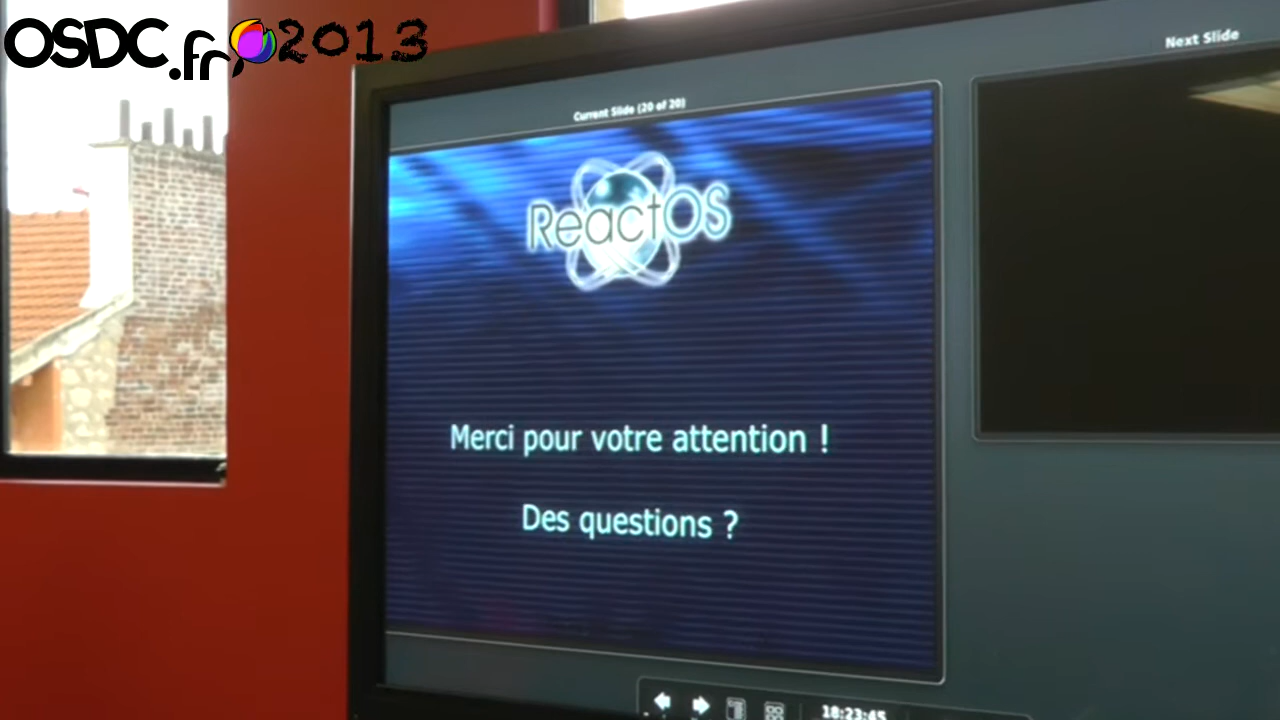 OSDC.fr 2013
Next Slide
Current Slide (20 of 20)
ReactOS
Merci pour votre attention !
Des questions ?
18:23:45